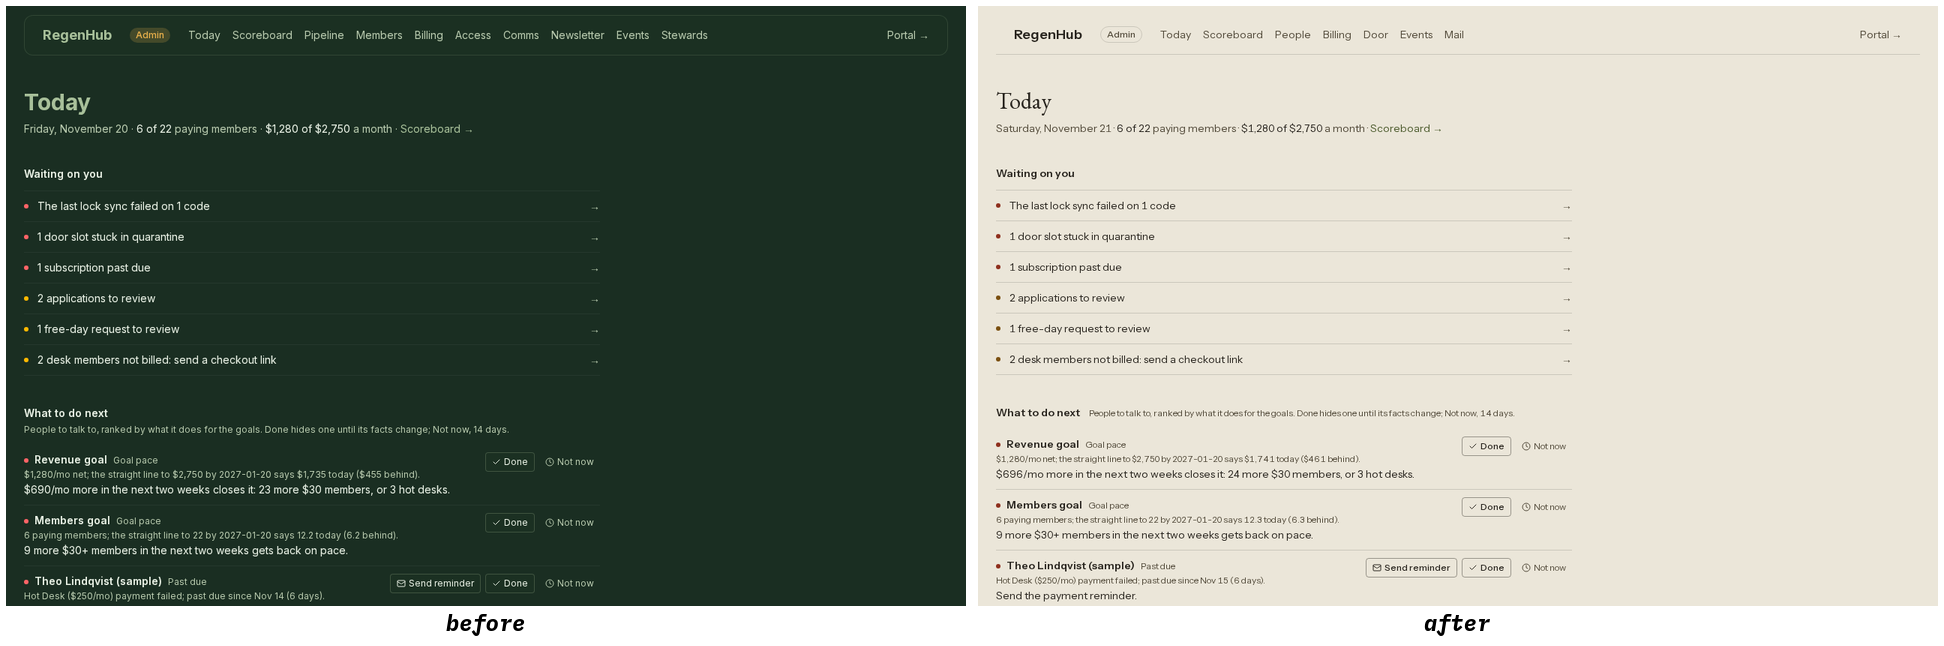 RegenHub Admin Today Scoreboard Pipeline Members Billing Access Comms Newsletter Events Stewards Portal →
Today
Friday, November 20 · 6 of 22 paying members · $1,280 of $2,750 a month · Scoreboard →
Waiting on you
The last lock sync failed on 1 code →
1 door slot stuck in quarantine →
1 subscription past due →
2 applications to review →
1 free-day request to review →
2 desk members not billed: send a checkout link →
What to do next
People to talk to, ranked by what it does for the goals. Done hides one until its facts change; Not now, 14 days.
Revenue goal Goal pace Done Not now
$1,280/mo net; the straight line to $2,750 by 2027-01-20 says $1,735 today ($455 behind).
$690/mo more in the next two weeks closes it: 23 more $30 members, or 3 hot desks.
Members goal Goal pace Done Not now
6 paying members; the straight line to 22 by 2027-01-20 says 12.2 today (6.2 behind).
9 more $30+ members in the next two weeks gets back on pace.
Theo Lindqvist (sample) Past due Send reminder Done Not now
Hot Desk ($250/mo) payment failed; past due since Nov 14 (6 days).
before
RegenHub Admin Today Scoreboard People Billing Door Events Mail Portal →
Today
Saturday, November 21 · 6 of 22 paying members · $1,280 of $2,750 a month · Scoreboard →
Waiting on you
The last lock sync failed on 1 code →
1 door slot stuck in quarantine →
1 subscription past due →
2 applications to review →
1 free-day request to review →
2 desk members not billed: send a checkout link →
What to do next People to talk to, ranked by what it does for the goals. Done hides one until its facts change; Not now, 14 days.
Revenue goal Goal pace Done Not now
$1,280/mo net; the straight line to $2,750 by 2027-01-20 says $1,741 today ($461 behind).
$696/mo more in the next two weeks closes it: 24 more $30 members, or 3 hot desks.
Members goal Goal pace Done Not now
6 paying members; the straight line to 22 by 2027-01-20 says 12.3 today (6.3 behind).
9 more $30+ members in the next two weeks gets back on pace.
Theo Lindqvist (sample) Past due Send reminder Done Not now
Hot Desk ($250/mo) payment failed; past due since Nov 15 (6 days).
Send the payment reminder.
after